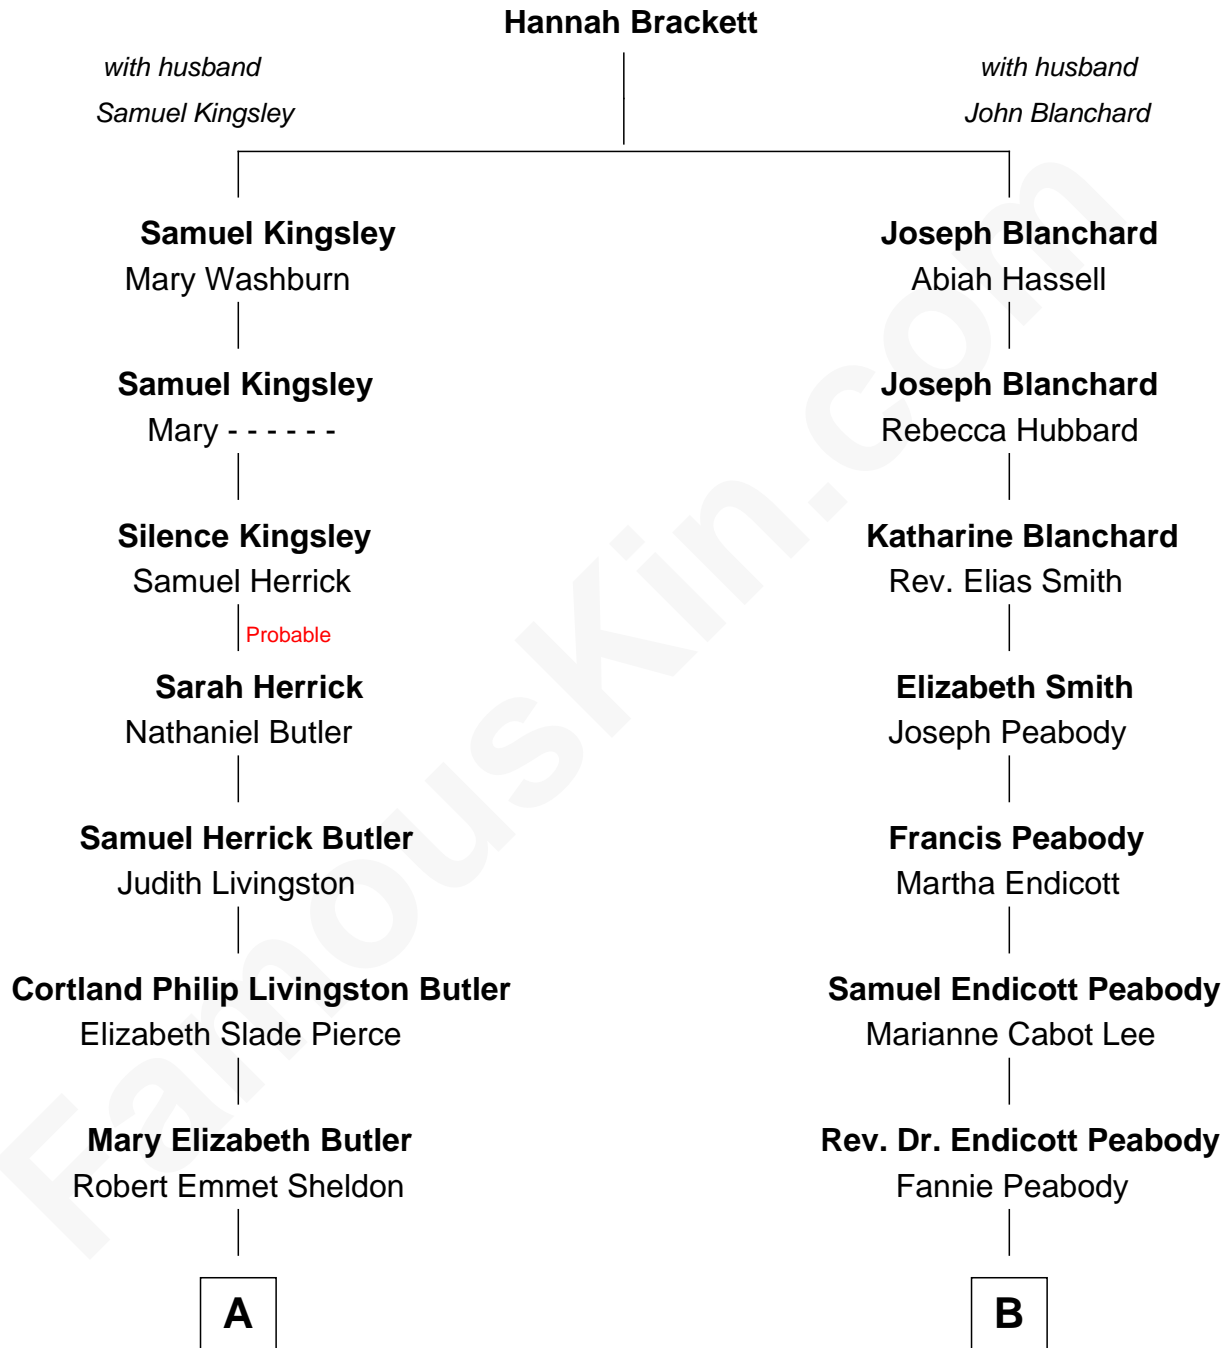 Hannah Brackett
with husband
Samuel Kingsley
with husband
John Blanchard
Samuel Kingsley
Mary Washburn
Joseph Blanchard
Abiah Hassell
Samuel Kingsley
Mary - - - - - -
Joseph Blanchard
Rebecca Hubbard
Silence Kingsley
Samuel Herrick
Probable
Katharine Blanchard
Rev. Elias Smith
Sarah Herrick
Nathaniel Butler
Elizabeth Smith
Joseph Peabody
Samuel Herrick Butler
Judith Livingston
Francis Peabody
Martha Endicott
Cortland Philip Livingston Butler
Elizabeth Slade Pierce
Samuel Endicott Peabody
Marianne Cabot Lee
Mary Elizabeth Butler
Robert Emmet Sheldon
Rev. Dr. Endicott Peabody
Fannie Peabody
A
B
FamousKin.com